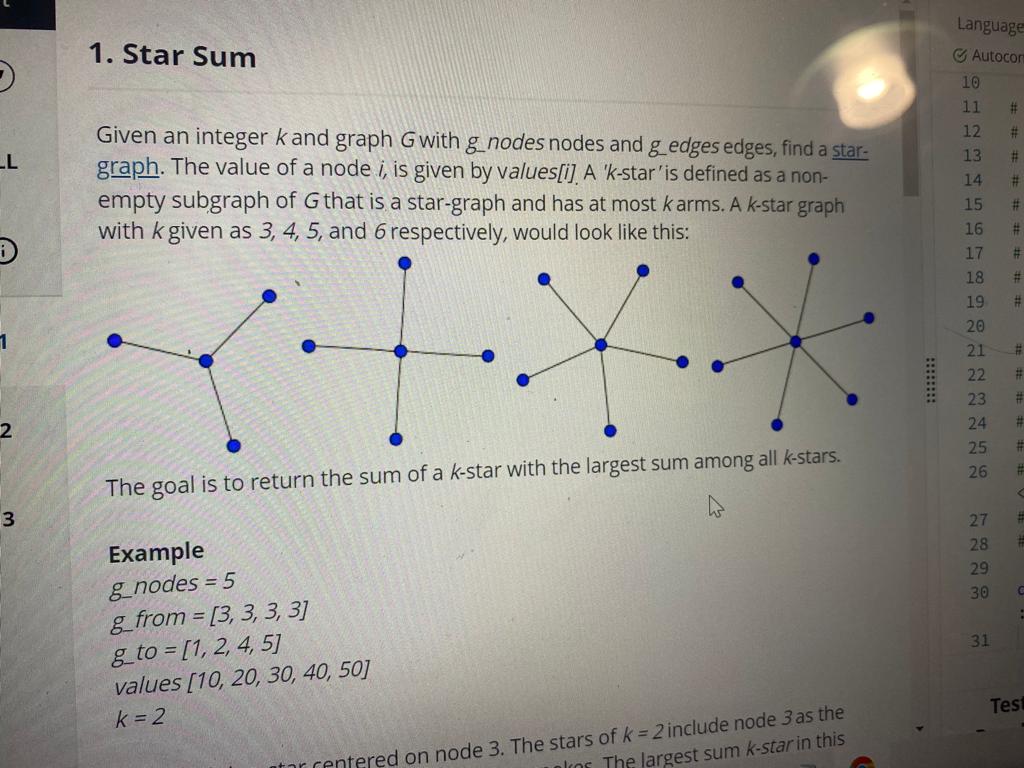 1. Star Sum
Given an integer k and graph G with g_nodes nodes and g_edges edges, find a star-
graph. The value of a node i, is given by values[i]. A 'k-star' is defined as a non-
empty subgraph of G that is a star-graph and has at most k arms. A k-star graph
with k given as 3, 4, 5, and 6 respectively, would look like this:
The goal is to return the sum of a k-star with the largest sum among all k-stars.
Example
g_nodes = 5
g_from = [3, 3, 3, 3]
g_to = [1, 2, 4, 5]
values [10, 20, 30, 40, 50]
k = 2
centered on node 3. The stars of k = 2 include node 3 as the
The largest sum k-star in this
LL
1
2
3
Language
10
11 #
12 #
13 #
14 #
15 #
16 #
17 #
18 #
19 #
20
21 #
22 #
23 #
24 #
25 #
26 #
27 #
28 #
29
30
31